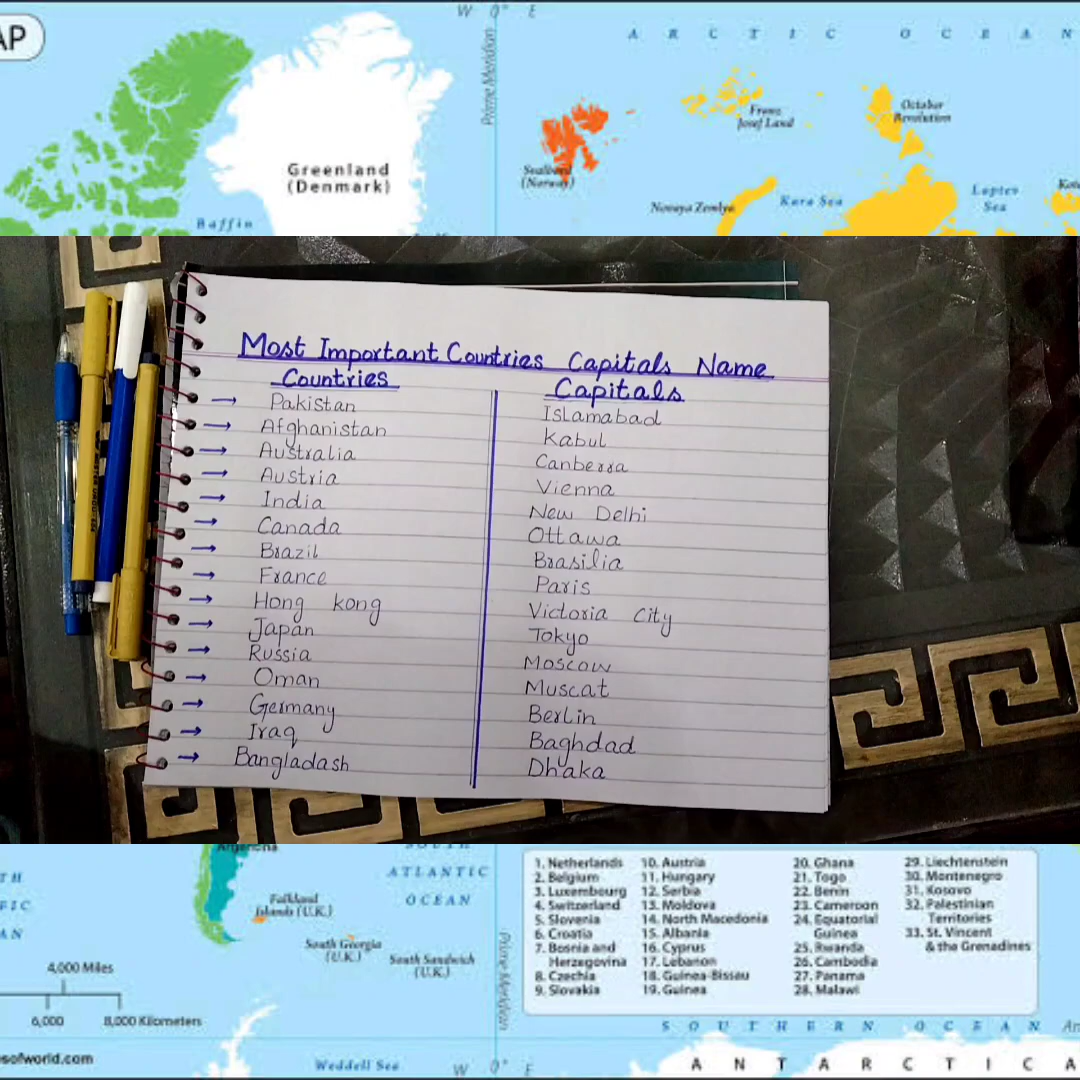 AP
W 0° E
Prime Meridian
ARCTIC OCEAN
Greenland
(Denmark)
Baffin
Svalbard
(Norway)
Franz
Josef Land
October
Revolution
Novaya Zemlya
Kara Sea
Laptev
Sea
Most Important Countries Capitals Name
Countries Capitals
→ Pakistan Islamabad
→ Afghanistan Kabul
→ Australia Canberra
→ Austria Vienna
→ India New Delhi
→ Canada Ottawa
→ Brazil Brasilia
→ France Paris
→ Hong kong Victoria City
→ Japan Tokyo
→ Russia Moscow
→ Oman Muscat
→ Germany Berlin
→ Iraq Baghdad
→ Bangladash Dhaka
Argentina
ATLANTIC
OCEAN
Falkland
Islands (U.K.)
South Georgia
(U.K.)
South Sandwich
(U.K.)
4,000 Miles
6,000 8,000 Kilometers
Prime Meridian
1. Netherlands
2. Belgium
3. Luxembourg
4. Switzerland
5. Slovenia
6. Croatia
7. Bosnia and
Herzegovina
8. Czechia
9. Slovakia
10. Austria
11. Hungary
12. Serbia
13. Moldova
14. North Macedonia
15. Albania
16. Cyprus
17. Lebanon
18. Guinea-Bissau
19. Guinea
20. Ghana
21. Togo
22. Benin
23. Cameroon
24. Equatorial
Guinea
25. Rwanda
26. Cambodia
27. Panama
28. Malawi
29. Liechtenstein
30. Montenegro
31. Kosovo
32. Palestinian
Territories
33. St. Vincent
& the Grenadines
SOUTHERN OCEAN
sofworld.com
Weddell Sea
W 0° E
ANTARCTICA